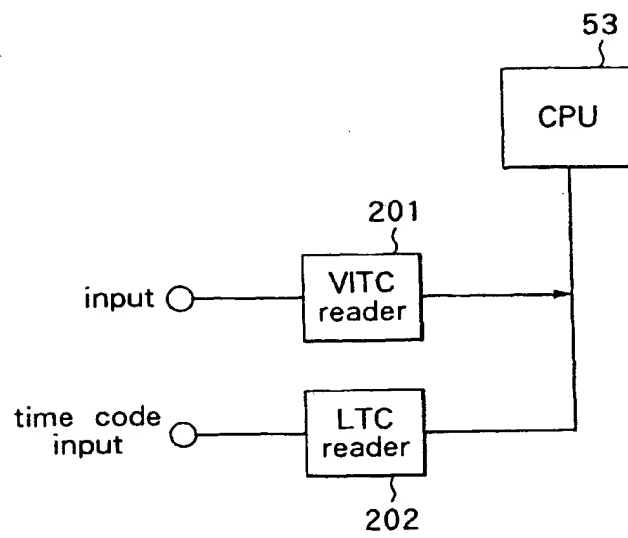 53
CPU
201
VITC
reader
input
time code
input
LTC
reader
202